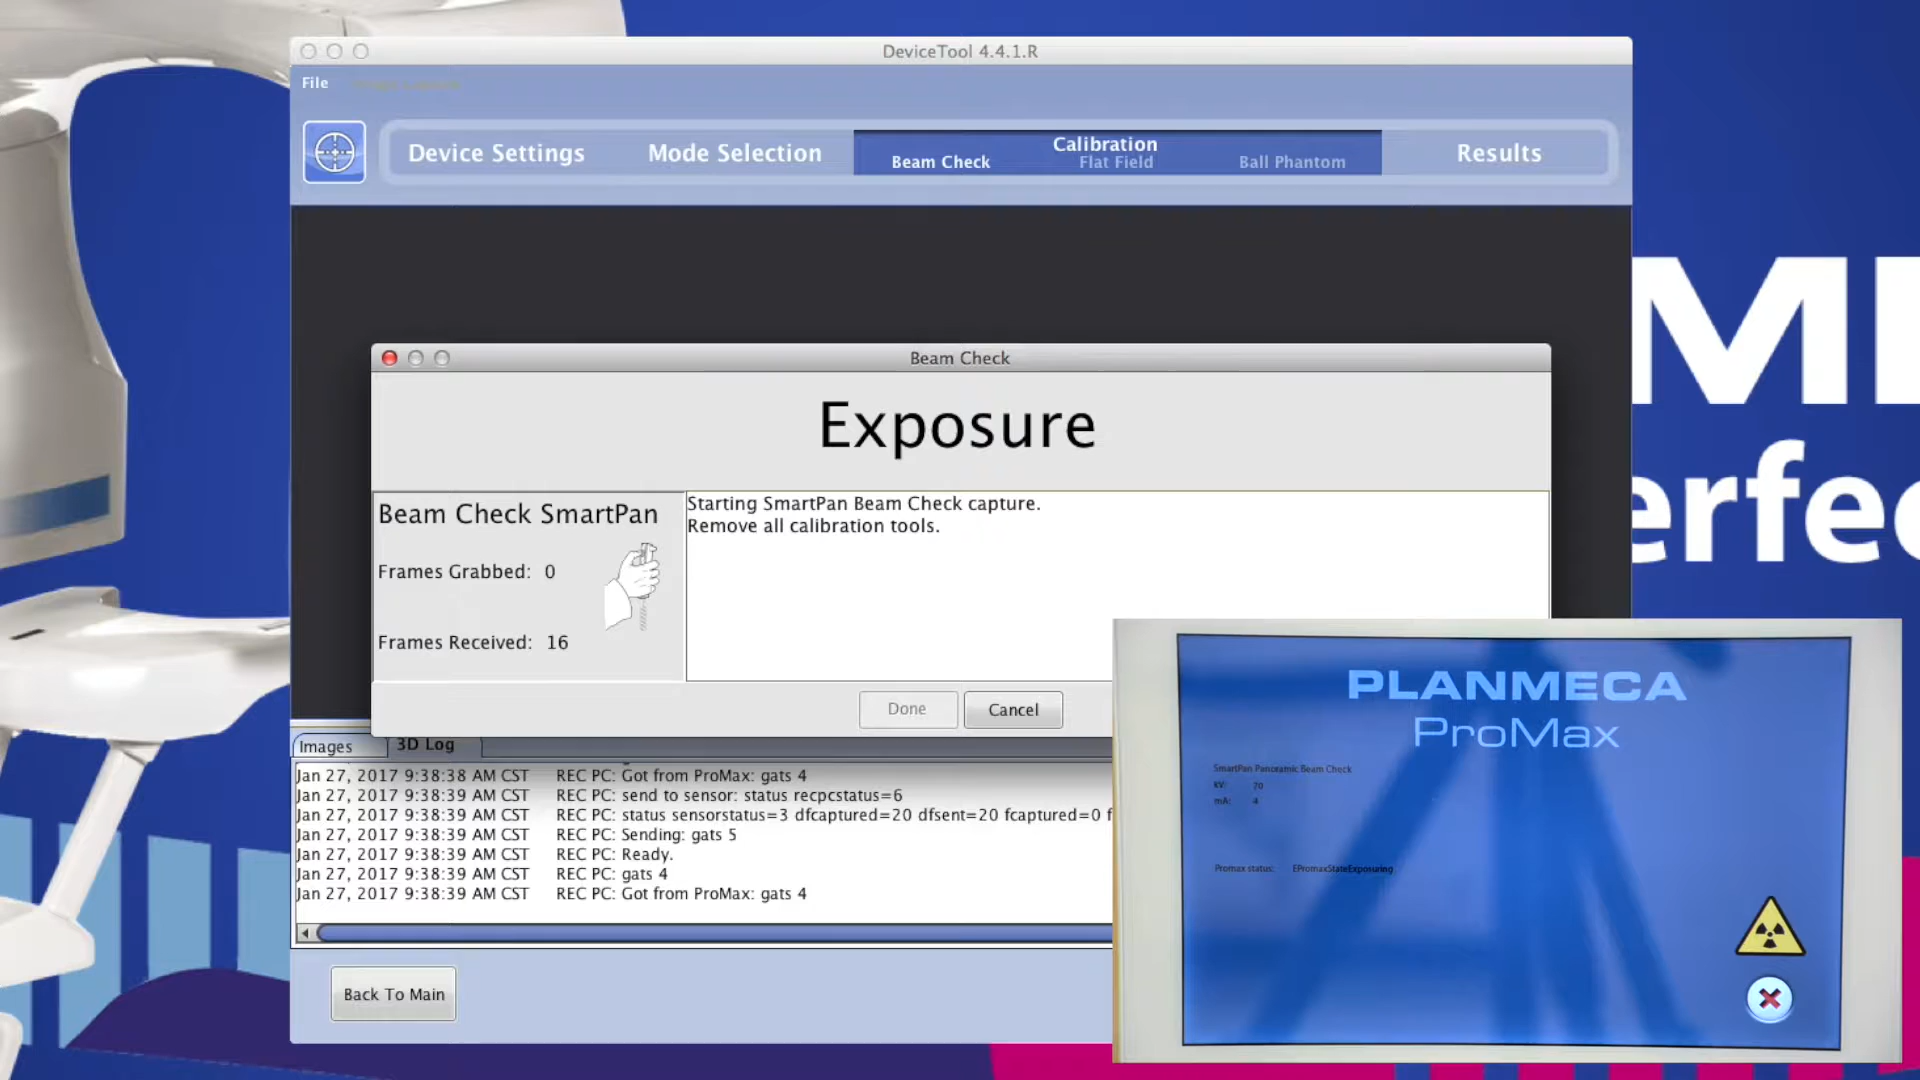 DeviceTool 4.4.1.R
File
Device Settings
Mode Selection
Calibration
Beam Check
Flat Field
Ball Phantom
Results
Beam Check
Exposure
Beam Check SmartPan
Frames Grabbed: 0
Frames Received: 16
Starting SmartPan Beam Check capture.
Remove all calibration tools.
Done
Cancel
Images
3D Log
Jan 27, 2017 9:38:38 AM CST REC PC: Got from ProMax: gats 4
Jan 27, 2017 9:38:39 AM CST REC PC: send to sensor: status recpcstatus=6
Jan 27, 2017 9:38:39 AM CST REC PC: status sensorstatus=3 dfcaptured=20 dfsent=20 fcaptured=0 f
Jan 27, 2017 9:38:39 AM CST REC PC: Sending: gats 5
Jan 27, 2017 9:38:39 AM CST REC PC: Ready.
Jan 27, 2017 9:38:39 AM CST REC PC: gats 4
Jan 27, 2017 9:38:39 AM CST REC PC: Got from ProMax: gats 4
Back To Main
PLANMECA
ProMax
SmartPan Panoramic Beam Check
kV: 70
mA: 4
Promax status: EPromaxStateExposuring
erfec